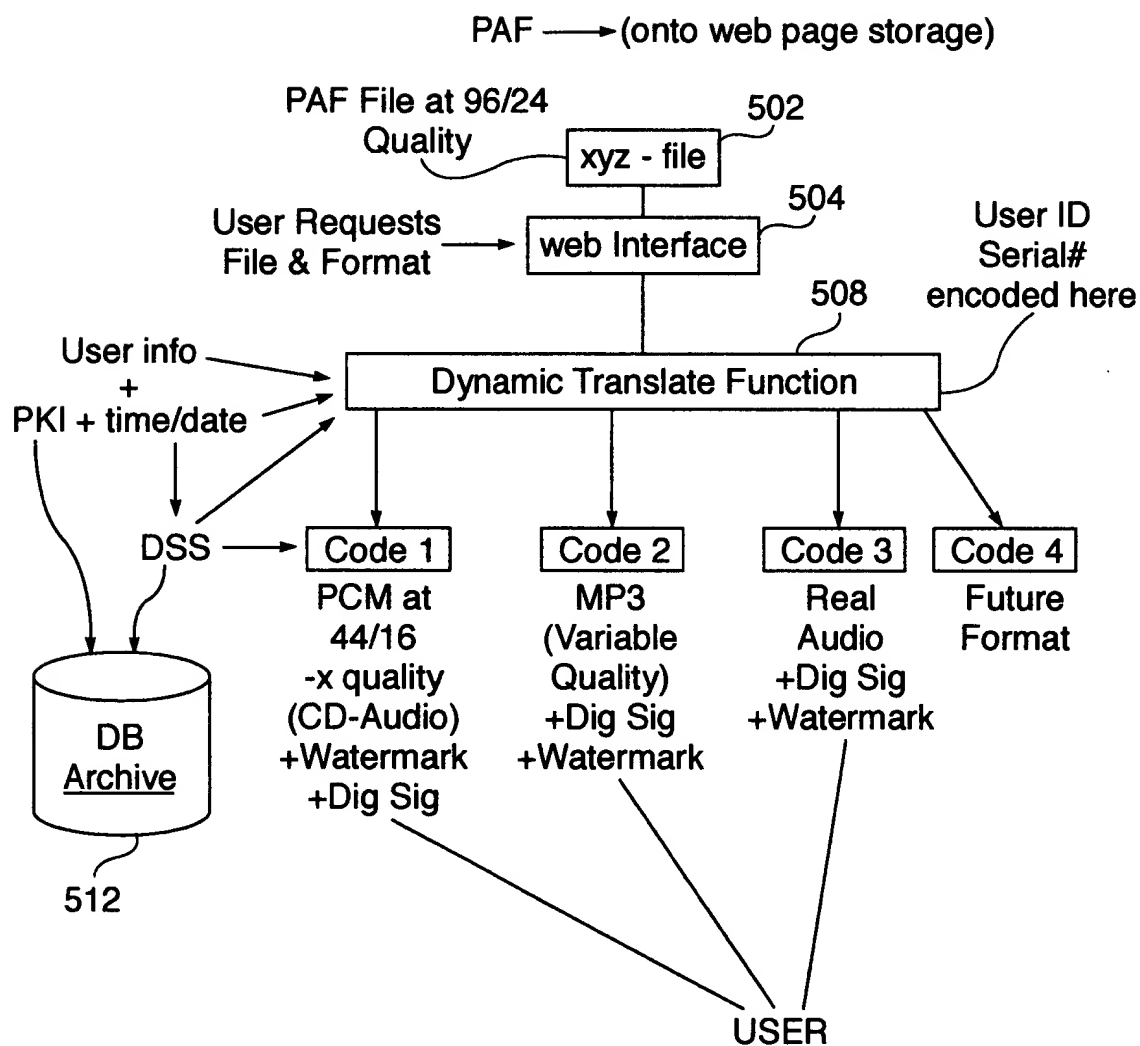 PAF → (onto web page storage)
PAF File at 96/24
Quality
502
xyz - file
504
User Requests
File & Format
web Interface
User ID
Serial#
encoded here
508
User info
+
PKI + time/date
Dynamic Translate Function
DSS
Code 1
Code 2
Code 3
Code 4
PCM at
44/16
-x quality
(CD-Audio)
+Watermark
+Dig Sig
MP3
(Variable
Quality)
+Dig Sig
+Watermark
Real
Audio
+Dig Sig
+Watermark
Future
Format
DB
Archive
512
USER